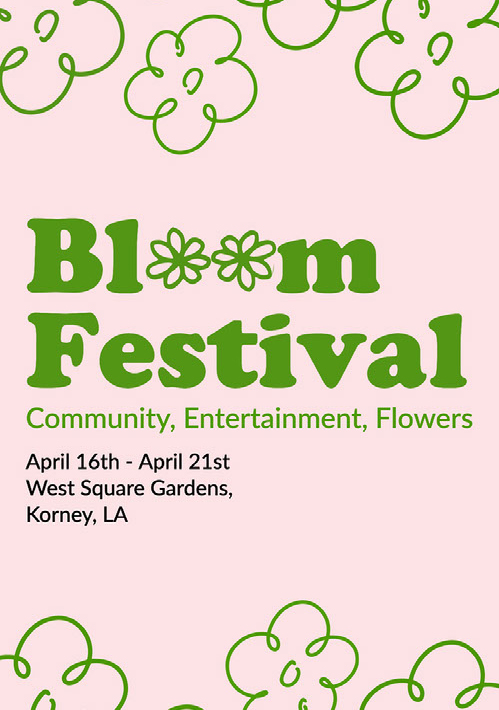 Bloom
Festival
Community, Entertainment, Flowers
April 16th - April 21st
West Square Gardens,
Korney, LA